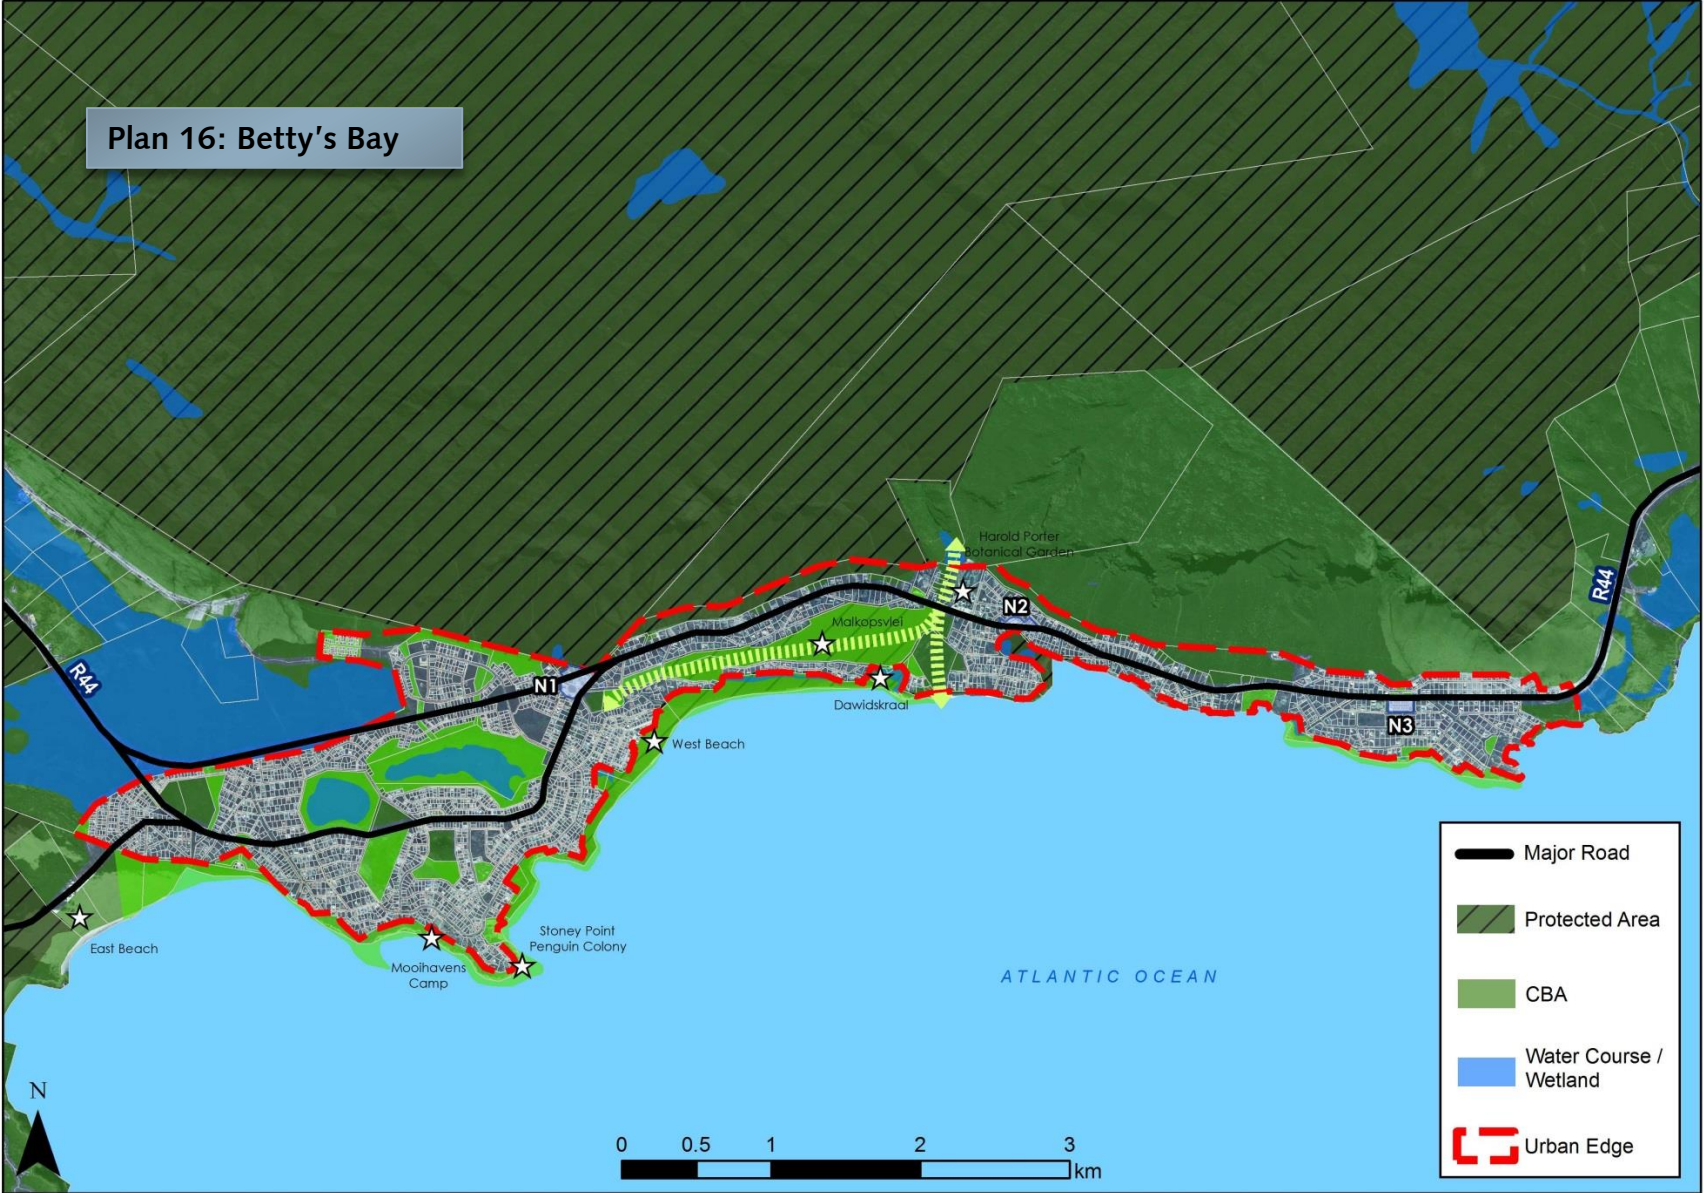 Plan 16: Betty's Bay
Harold Porter
Botanical Garden
Malkopsvlei
N2
R44
R44
N1
Dawidskraal
N3
West Beach
East Beach
Stoney Point
Penguin Colony
Mooihavens
Camp
ATLANTIC OCEAN
Major Road
Protected Area
CBA
Water Course /
Wetland
Urban Edge
N
0 0.5 1 2 3
km